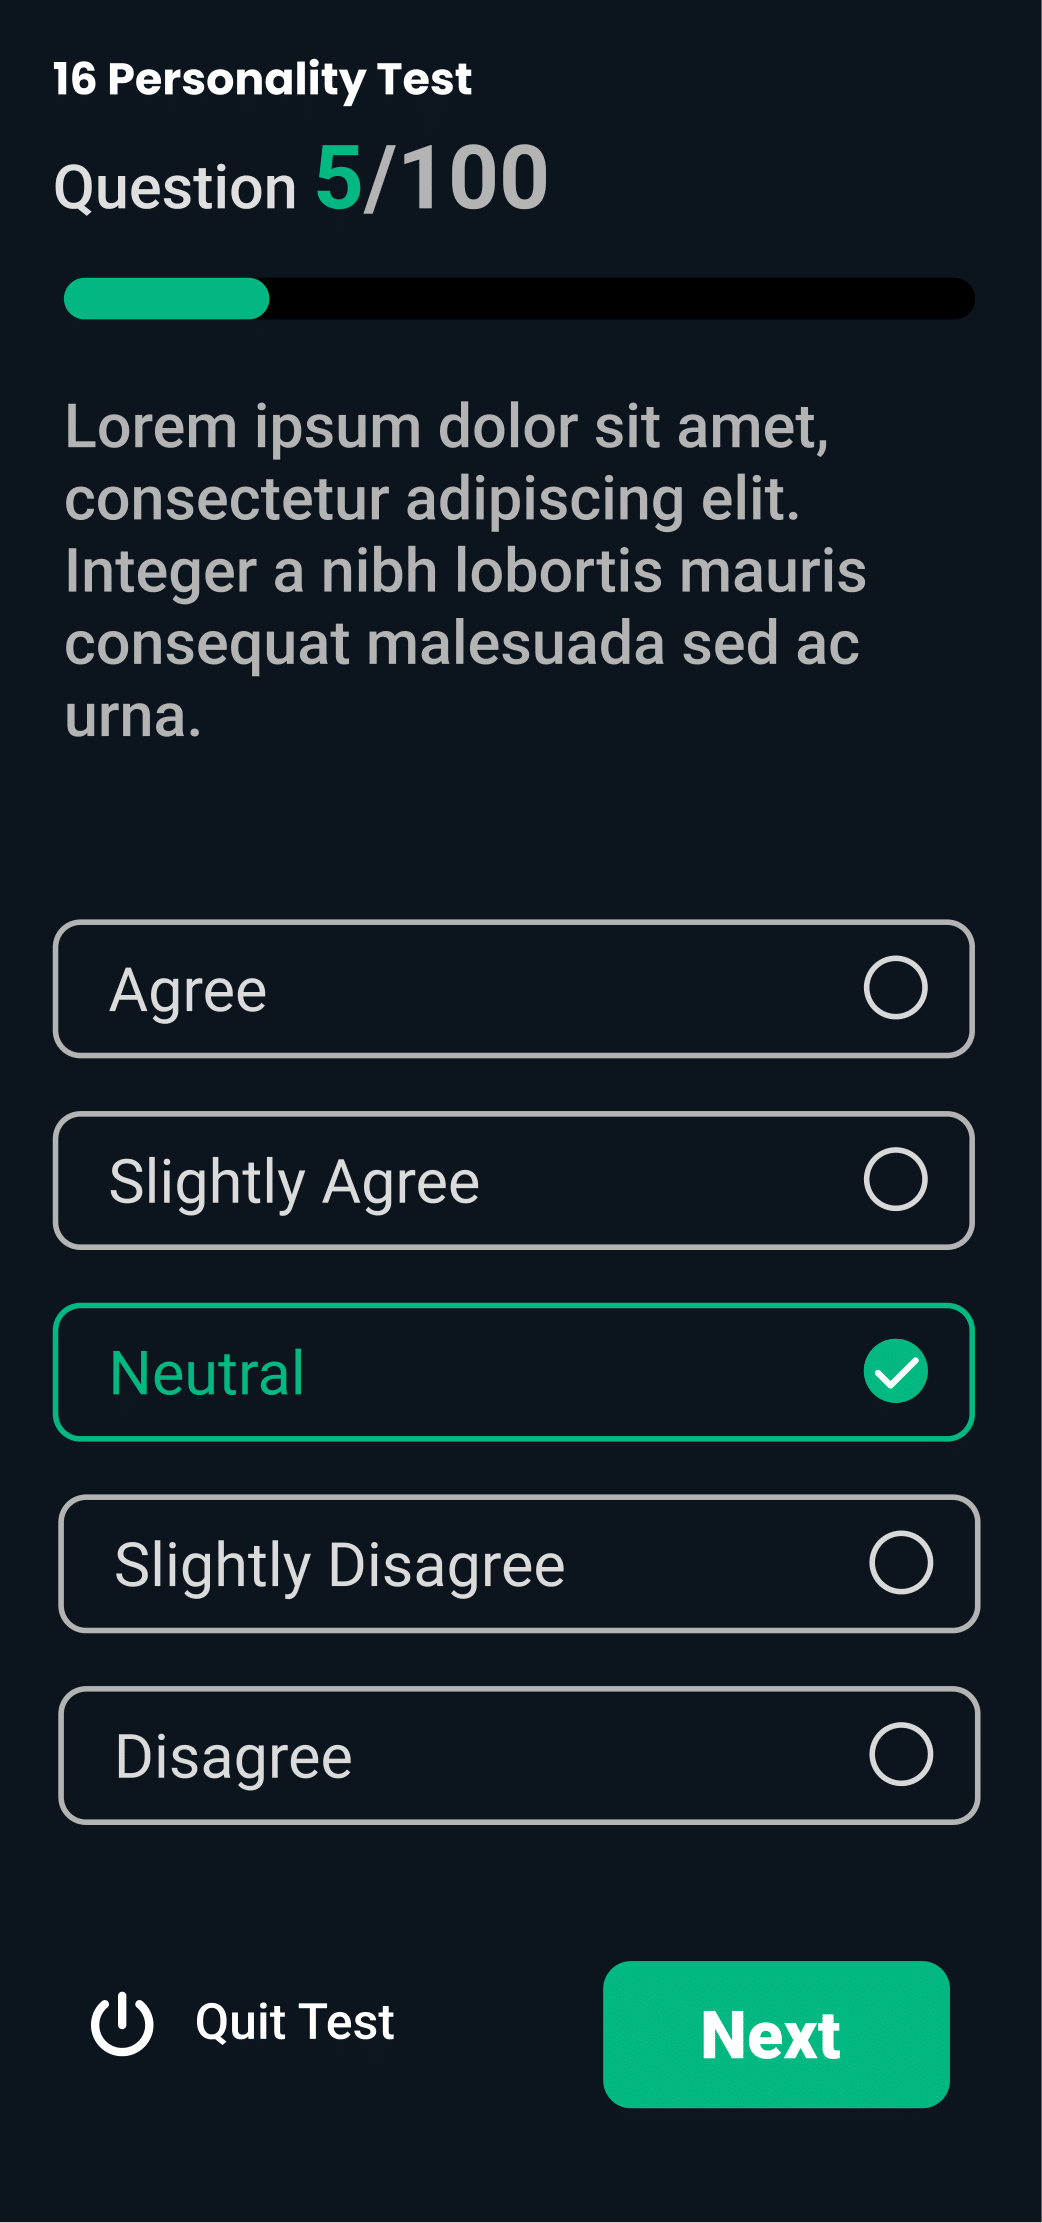 16 Personality Test
Question 5/100
Lorem ipsum dolor sit amet,
consectetur adipiscing elit.
Integer a nibh lobortis mauris
consequat malesuada sed ac
urna.
Agree
Slightly Agree
Neutral
Slightly Disagree
Disagree
Quit Test
Next